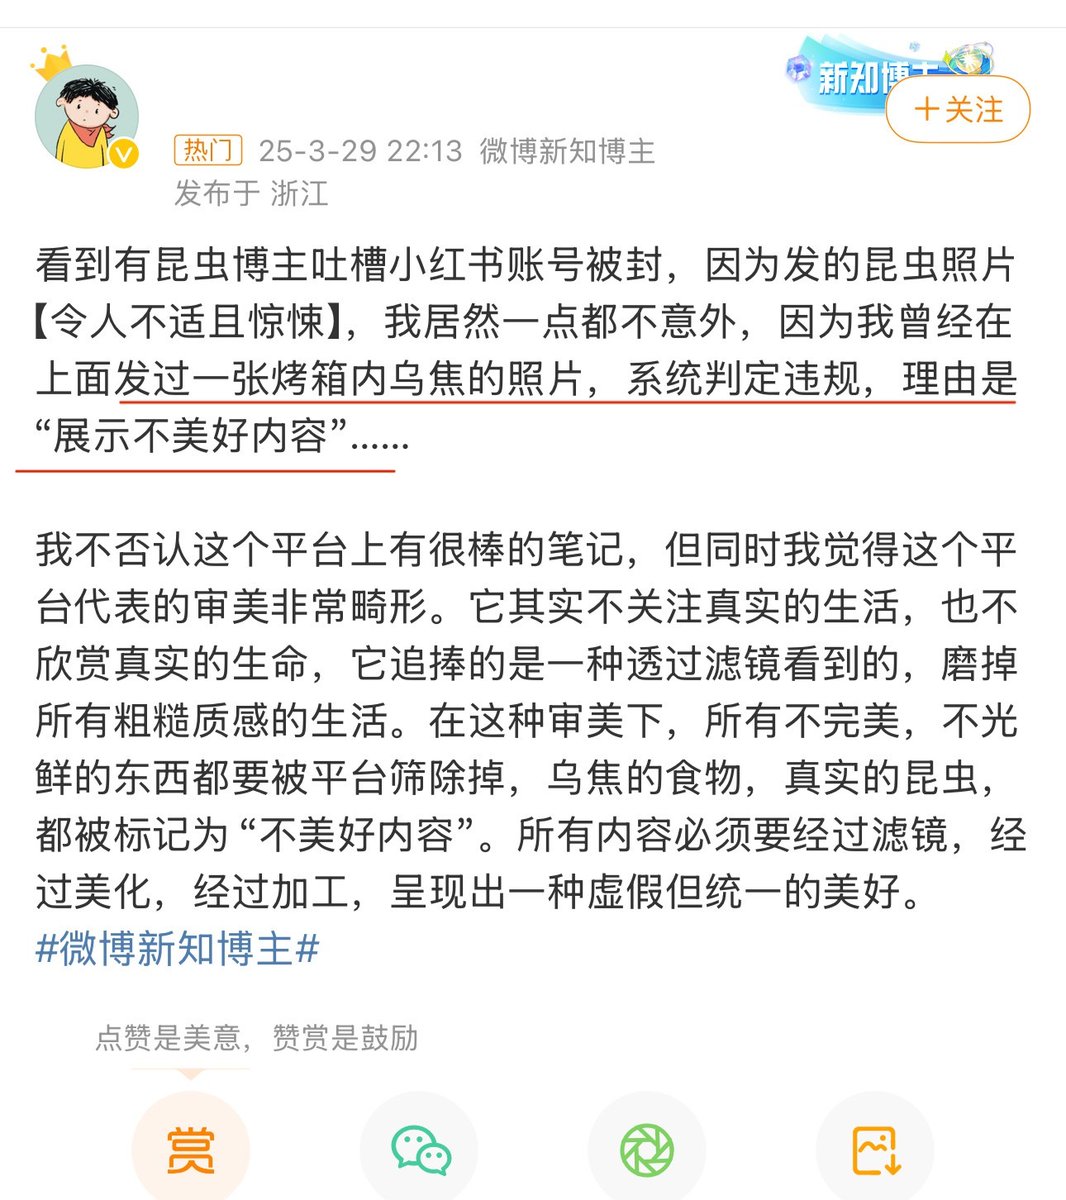 新知博主
+关注
热门 25-3-29 22:13 微博新知博主
发布于 浙江
看到有昆虫博主吐槽小红书账号被封，因为发的昆虫照片
【令人不适且惊悚】，我居然一点都不意外，因为我曾经在
上面发过一张烤箱内乌焦的照片，系统判定违规，理由是
“展示不美好内容”……
我不否认这个平台上有很棒的笔记，但同时我觉得这个平
台代表的审美非常畸形。它其实不关注真实的生活，也不
欣赏真实的生命，它追捧的是一种透过滤镜看到的，磨掉
所有粗糙质感的生活。在这种审美下，所有不完美，不光
鲜的东西都要被平台筛除掉，乌焦的食物，真实的昆虫，
都被标记为 “不美好内容”。所有内容必须要经过滤镜，经
过美化，经过加工，呈现出一种虚假但统一的美好。
#微博新知博主#
点赞是美意，赞赏是鼓励
赏